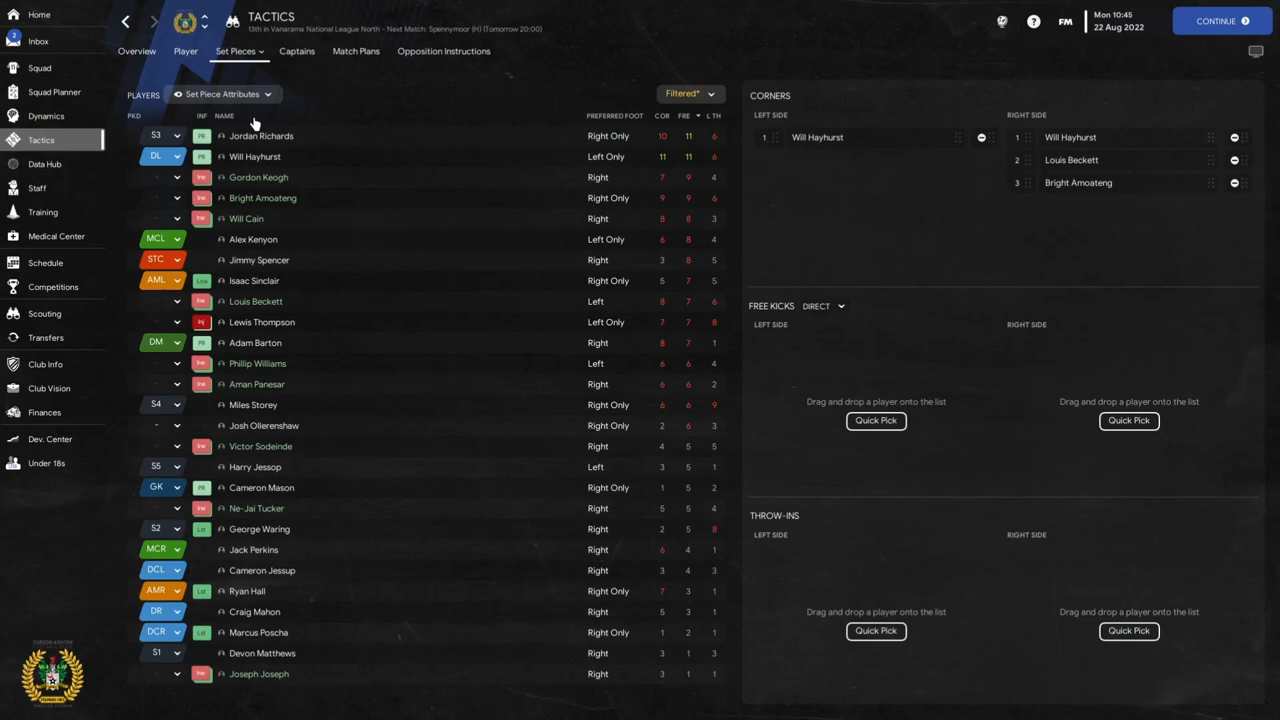 Home
TACTICS
13th in Vanarama National League North - Next Match: Spennymoor (H) (Tomorrow 20:00)
FM
Mon 10:45
22 Aug 2022
CONTINUE
2
Inbox
Overview
Player
Set Pieces
Captains
Match Plans
Opposition Instructions
Squad
Squad Planner
Dynamics
Tactics
Data Hub
Staff
Training
Medical Center
Schedule
Competitions
Scouting
Transfers
Club Info
Club Vision
Finances
Dev. Center
Under 18s
PLAYERS Set Piece Attributes Filtered*
PKD INF NAME PREFERRED FOOT COR FRE L TH
S3 PR Jordan Richards Right Only 10 11 6
DL PR Will Hayhurst Left Only 11 11 6
- Ine Gordon Keogh Right 7 9 4
- Ine Bright Amoateng Right 9 9 6
- Ine Will Cain Right 8 8 3
MCL Alex Kenyon Left Only 6 8 4
STC Jimmy Spencer Right Only 3 8 5
AML Loa Isaac Sinclair Right Only 5 7 5
- Ine Louis Beckett Left 8 7 6
- Inj Lewis Thompson Left Only 7 7 8
DM PR Adam Barton Right 8 7 1
- Ine Phillip Williams Left 6 6 4
- Ine Aman Panesar Right 6 6 2
S4 Miles Storey Right Only 6 6 9
- Josh Ollerenshaw Right Only 2 6 3
- Ine Victor Sodeinde Right 4 5 5
S5 Harry Jessop Left 3 5 1
GK PR Cameron Mason Right Only 1 5 2
- Ine Ne-Jai Tucker Right 5 5 4
S2 Lst George Waring Right 2 5 8
MCR Jack Perkins Right 6 4 1
DCL Cameron Jessup Right 3 4 3
AMR Lst Ryan Hall Right Only 7 3 1
DR Craig Mahon Right 5 3 1
DCR Lst Marcus Poscha Right Only 1 2 1
S1 Devon Matthews Right 3 1 3
- Ine Joseph Joseph Right 3 1 1
CORNERS
LEFT SIDE RIGHT SIDE
1 Will Hayhurst 1 Will Hayhurst
2 Louis Beckett
3 Bright Amoateng
FREE KICKS DIRECT
LEFT SIDE RIGHT SIDE
Drag and drop a player onto the list Drag and drop a player onto the list
Quick Pick Quick Pick
THROW-INS
LEFT SIDE RIGHT SIDE
Drag and drop a player onto the list Drag and drop a player onto the list
Quick Pick Quick Pick